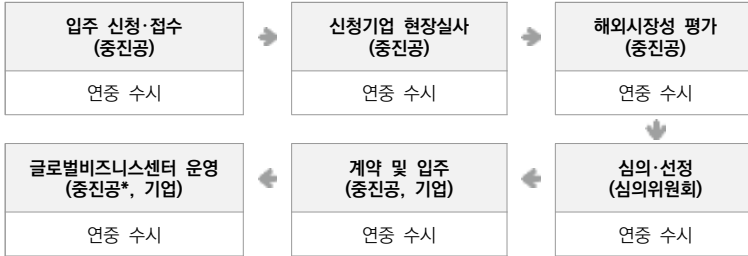 입주 신청·접수
(중진공)
연중 수시
신청기업 현장실사
(중진공)
연중 수시
해외시장성 평가
(중진공)
연중 수시
심의·선정
(심의위원회)
연중 수시
계약 및 입주
(중진공, 기업)
연중 수시
글로벌비즈니스센터 운영
(중진공*, 기업)
연중 수시